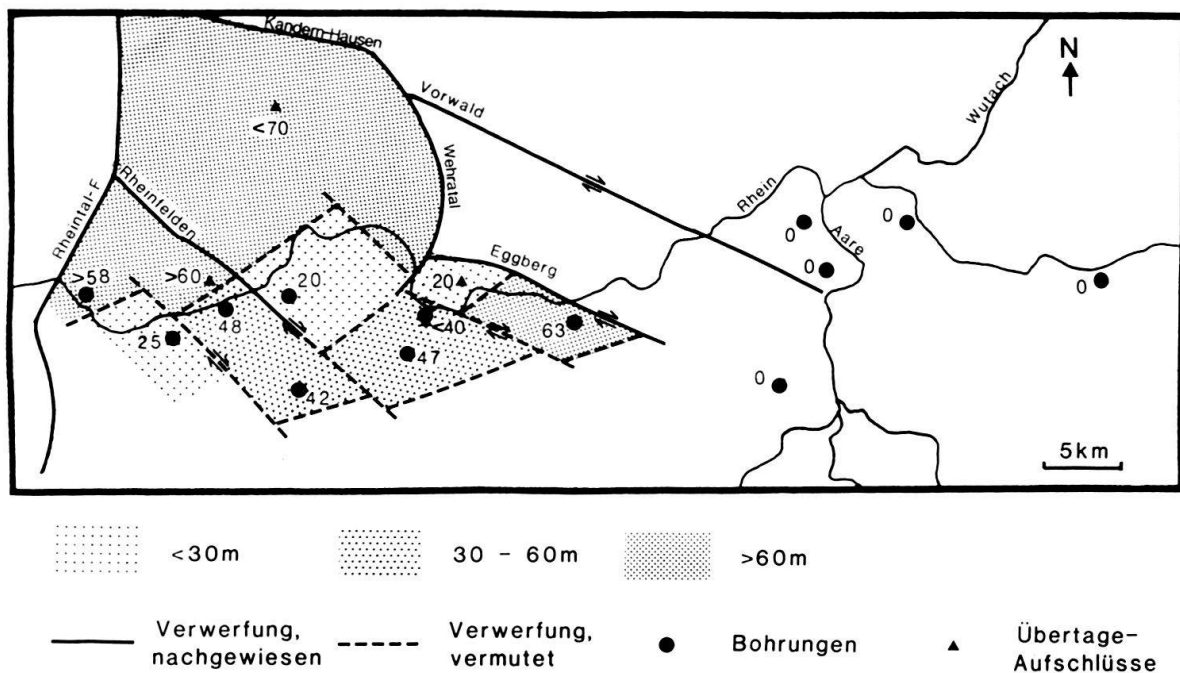 Kandern-Hausen
N
Wutach
Vorwald
<70
Wehratal
Rheinfelden
Rheintal-F
Rhein
Aare
Eggberg
0
0
0
0
0
>58
>60
20
20
48
25
<40
63
47
42
5km
<30m
30 - 60m
>60m
Verwerfung,
nachgewiesen
Verwerfung,
vermutet
Bohrungen
Übertage-
Aufschlüsse